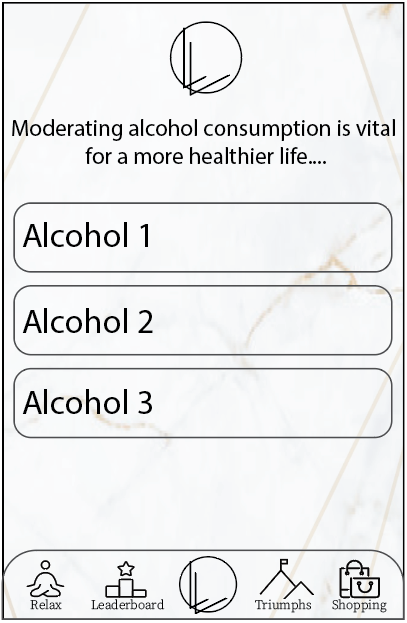 Moderating alcohol consumption is vital
for a more healthier life....
Alcohol 1
Alcohol 2
Alcohol 3
Relax
Leaderboard
Triumphs
Shopping